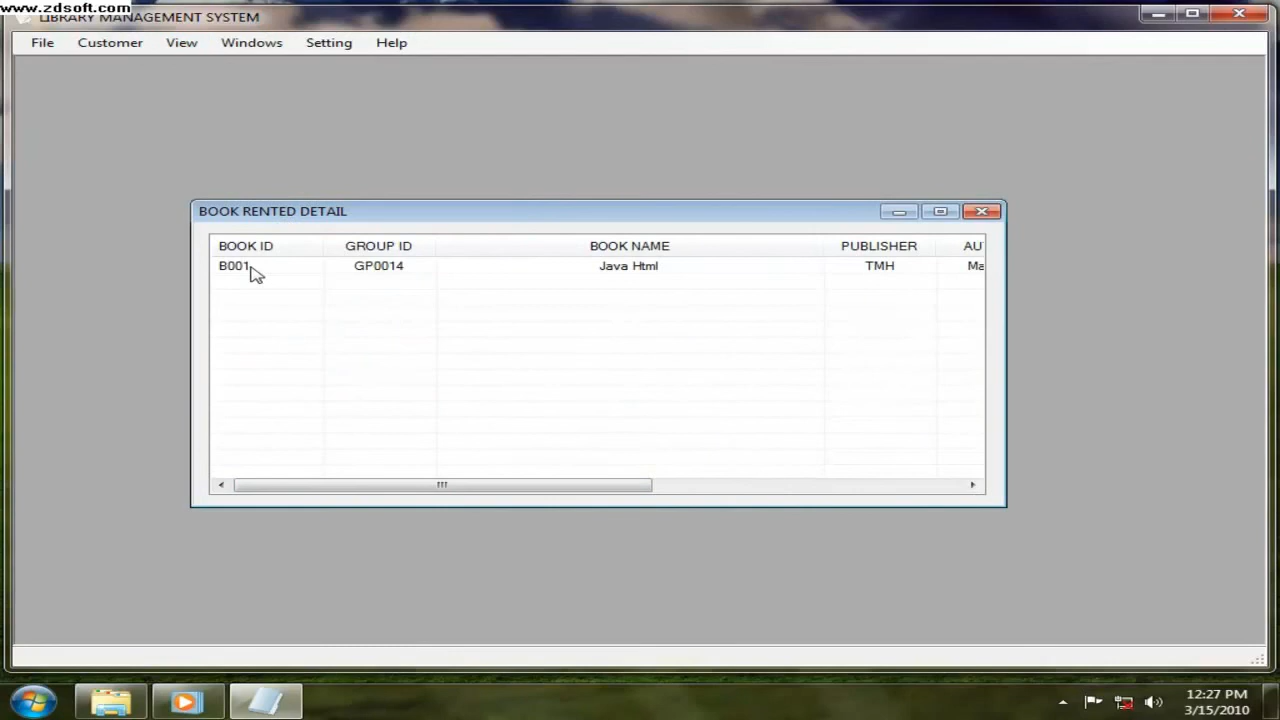 www.zdsoft.com
LIBRARY MANAGEMENT SYSTEM
File Customer View Windows Setting Help
BOOK RENTED DETAIL
BOOK ID GROUP ID BOOK NAME PUBLISHER AU
B001 GP0014 Java Html TMH Ma
12:27 PM
3/15/2010